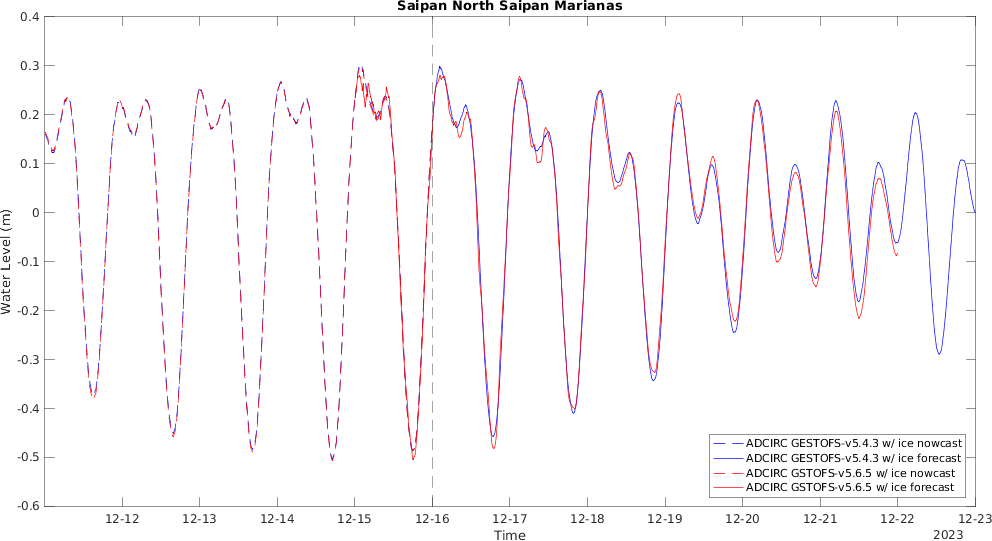 Saipan North Saipan Marianas
0.4
0.3
0.2
0.1
0
-0.1
-0.2
-0.3
-0.4
-0.5
-0.6
Water Level (m)
ADCIRC GESTOFS-v5.4.3 w/ ice nowcast
ADCIRC GESTOFS-v5.4.3 w/ ice forecast
ADCIRC GSTOFS-v5.6.5 w/ ice nowcast
ADCIRC GSTOFS-v5.6.5 w/ ice forecast
12-12 12-13 12-14 12-15 12-16 12-17 12-18 12-19 12-20 12-21 12-22 12-23
Time
2023